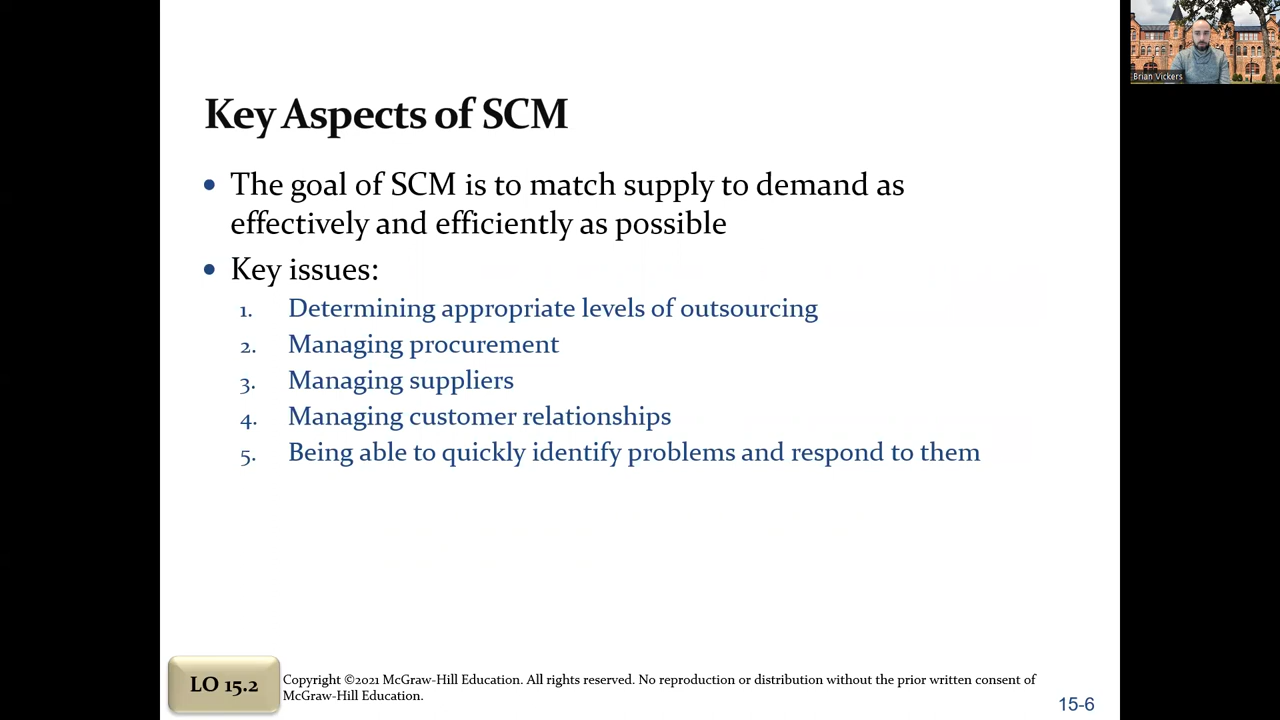 Brian Vickers
Key Aspects of SCM
• The goal of SCM is to match supply to demand as
effectively and efficiently as possible
• Key issues:
1. Determining appropriate levels of outsourcing
2. Managing procurement
3. Managing suppliers
4. Managing customer relationships
5. Being able to quickly identify problems and respond to them
LO 15.2
Copyright ©2021 McGraw-Hill Education. All rights reserved. No reproduction or distribution without the prior written consent of
McGraw-Hill Education.
15-6